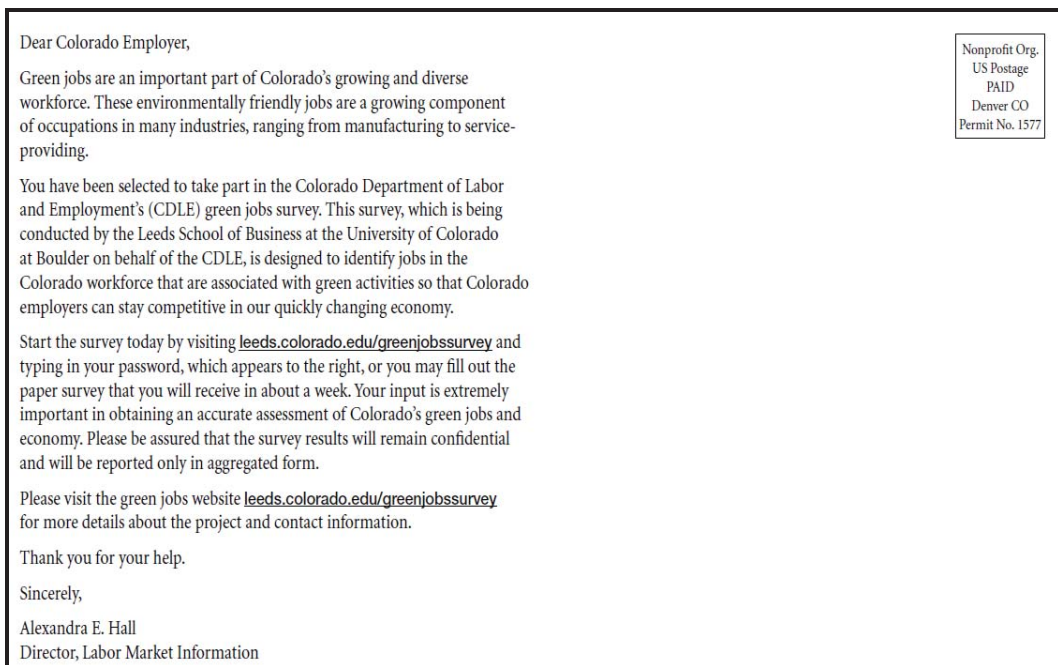 Dear Colorado Employer,
Green jobs are an important part of Colorado's growing and diverse
workforce. These environmentally friendly jobs are a growing component
of occupations in many industries, ranging from manufacturing to service-
providing.
You have been selected to take part in the Colorado Department of Labor
and Employment's (CDLE) green jobs survey. This survey, which is being
conducted by the Leeds School of Business at the University of Colorado
at Boulder on behalf of the CDLE, is designed to identify jobs in the
Colorado workforce that are associated with green activities so that Colorado
employers can stay competitive in our quickly changing economy.
Start the survey today by visiting leeds.colorado.edu/greenjobssurvey and
typing in your password, which appears to the right, or you may fill out the
paper survey that you will receive in about a week. Your input is extremely
important in obtaining an accurate assessment of Colorado's green jobs and
economy. Please be assured that the survey results will remain confidential
and will be reported only in aggregated form.
Please visit the green jobs website leeds.colorado.edu/greenjobssurvey
for more details about the project and contact information.
Thank you for your help.
Sincerely,
Alexandra E. Hall
Director, Labor Market Information
Nonprofit Org.
US Postage
PAID
Denver CO
Permit No. 1577